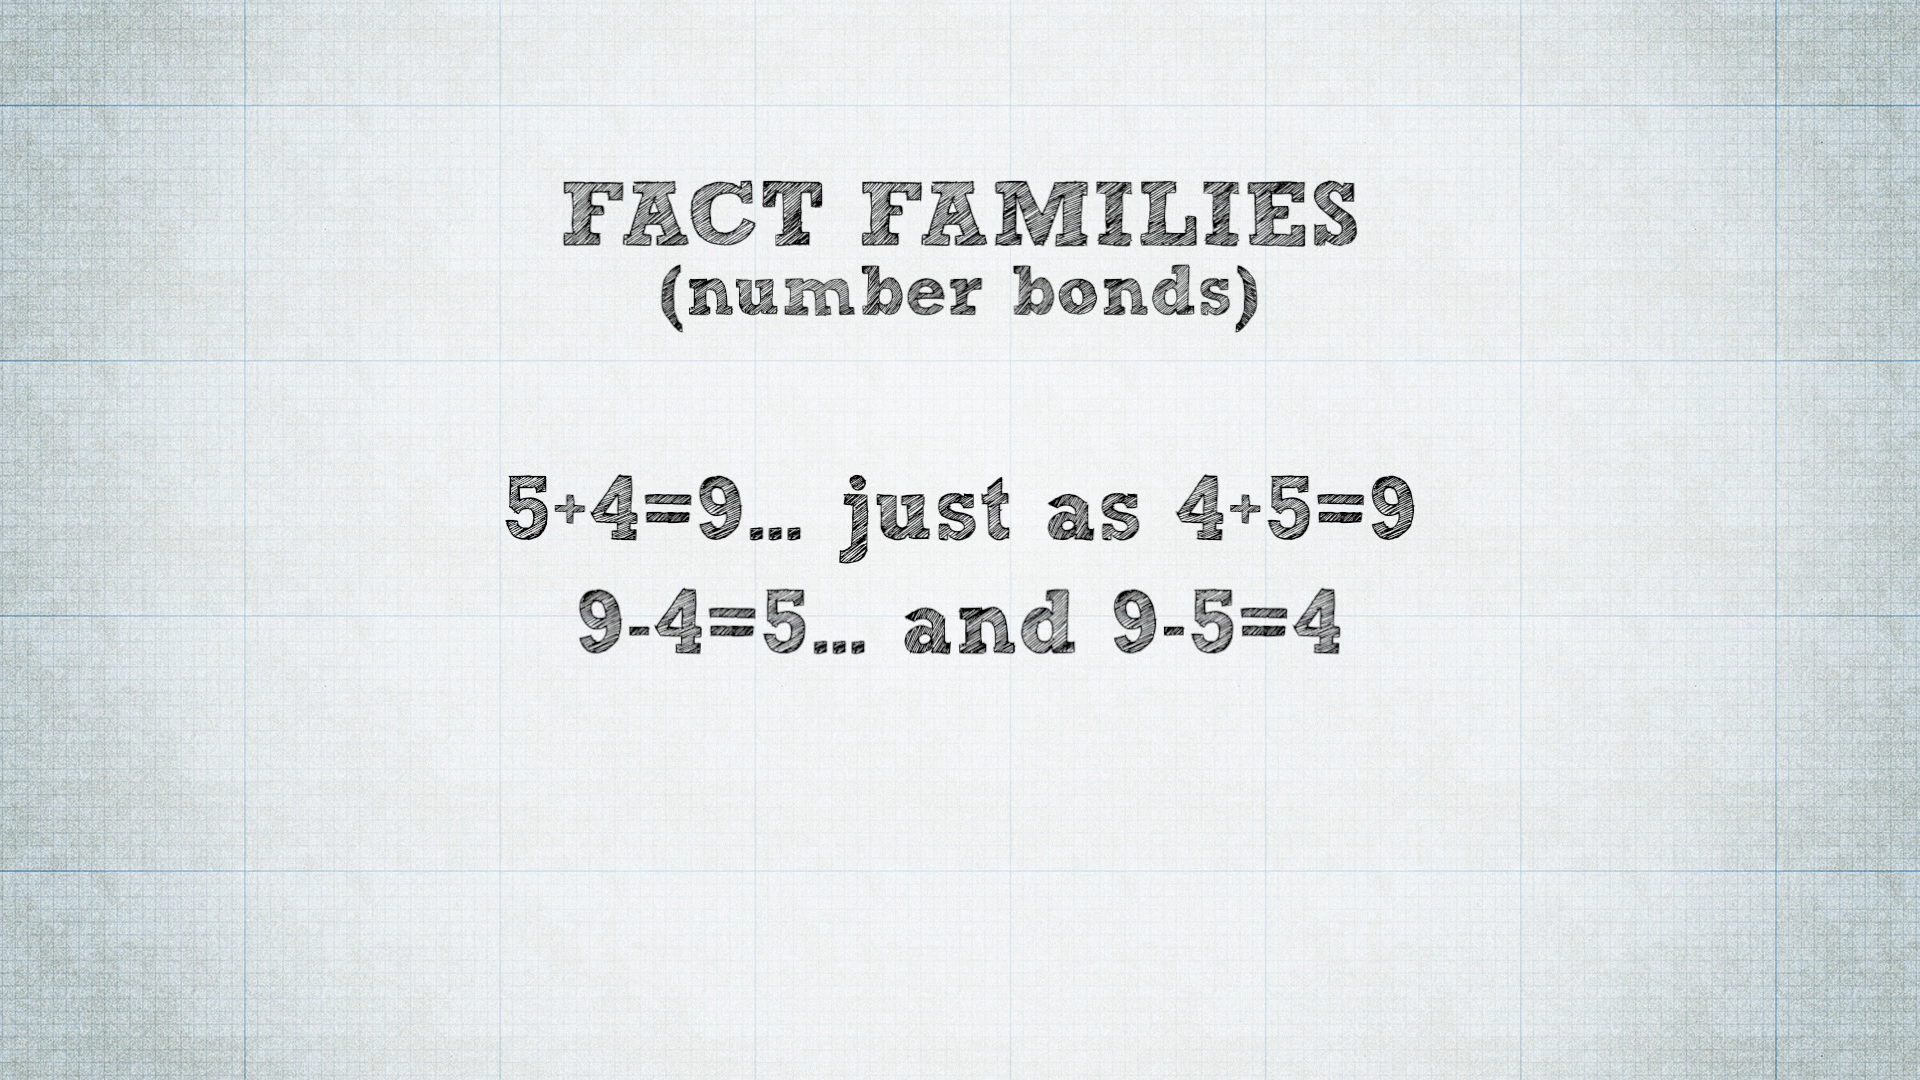 FACT FAMILIES
(number bonds)
5+4=9... just as 4+5=9
9-4=5... and 9-5=4